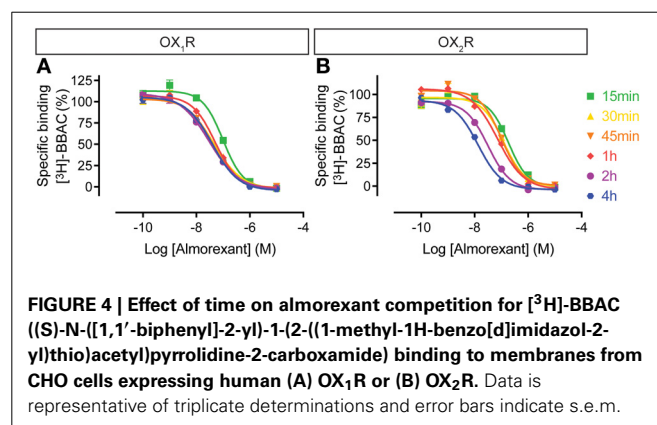 OX₁R
OX₂R
A
B
Specific binding
[³H]-BBAC (%)
125
100
75
50
25
0
-10
-8
-6
-4
Log [Almorexant] (M)
Specific binding
[³H]-BBAC (%)
125
100
75
50
25
0
-10
-8
-6
-4
Log [Almorexant] (M)
15min
30min
45min
1h
2h
4h
FIGURE 4 | Effect of time on almorexant competition for [³H]-BBAC
((S)-N-([1,1′-biphenyl]-2-yl)-1-(2-((1-methyl-1H-benzo[d]imidazol-2-
yl)thio)acetyl)pyrrolidine-2-carboxamide) binding to membranes from
CHO cells expressing human (A) OX₁R or (B) OX₂R. Data is
representative of triplicate determinations and error bars indicate s.e.m.